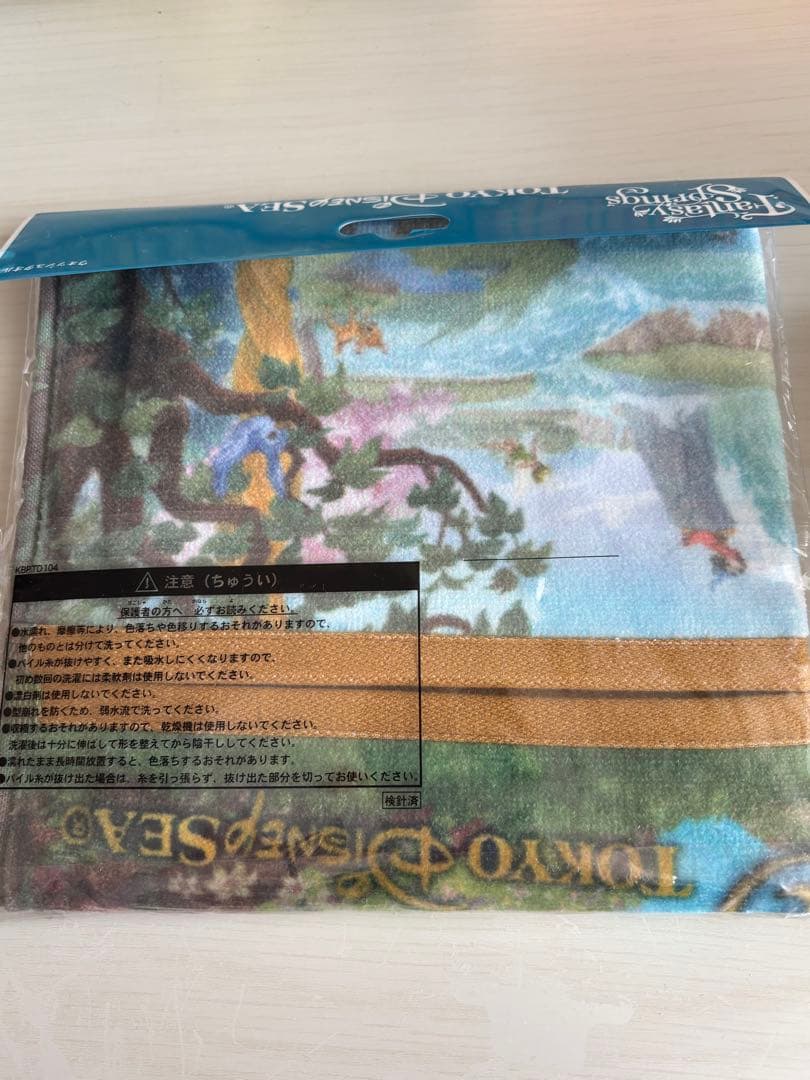 Fantasy
Springs
TOKYO DISNEYSEA®
ウォッシュタオル
KBPTD104
注意（ちゅうい）
保護者の方へ 必ずお読みください。
●水濡れ、摩擦等により、色落ちや色移りするおそれがありますので、
他のものとは分けて洗ってください。
●パイル糸が抜けやすく、また吸水しにくくなりますので、
初め数回の洗濯には柔軟剤は使用しないでください。
●漂白剤は使用しないでください。
●型崩れを防ぐため、弱水流で洗ってください。
●収縮するおそれがありますので、乾燥機は使用しないでください。
洗濯後は十分に伸ばして形を整えてから陰干ししてください。
●濡れたまま長時間放置すると、色落ちするおそれがあります。
●パイル糸が抜け出た場合は、糸を引っ張らず、抜け出た部分を切ってお使いください。
検針済
TOKYO DISNEYSEA®